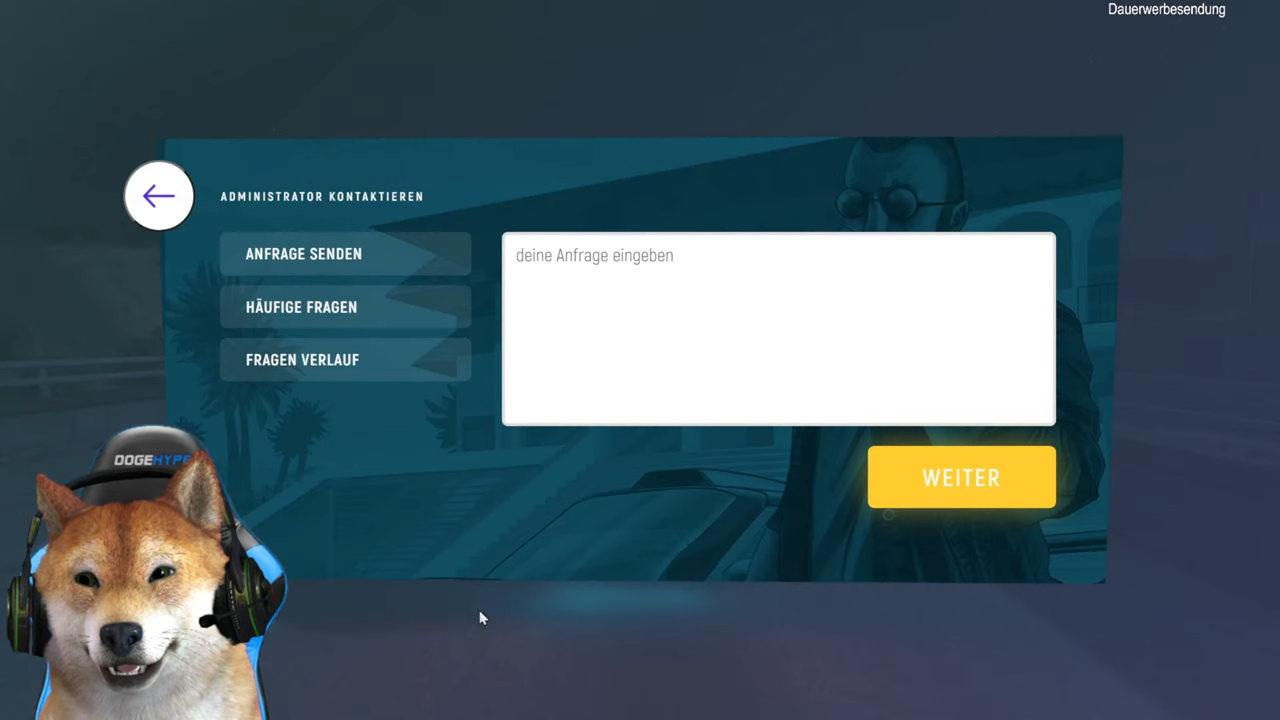 Dauerwerbesendung
ADMINISTRATOR KONTAKTIEREN
ANFRAGE SENDEN
deine Anfrage eingeben
HÄUFIGE FRAGEN
FRAGEN VERLAUF
WEITER
DOGEHYPE